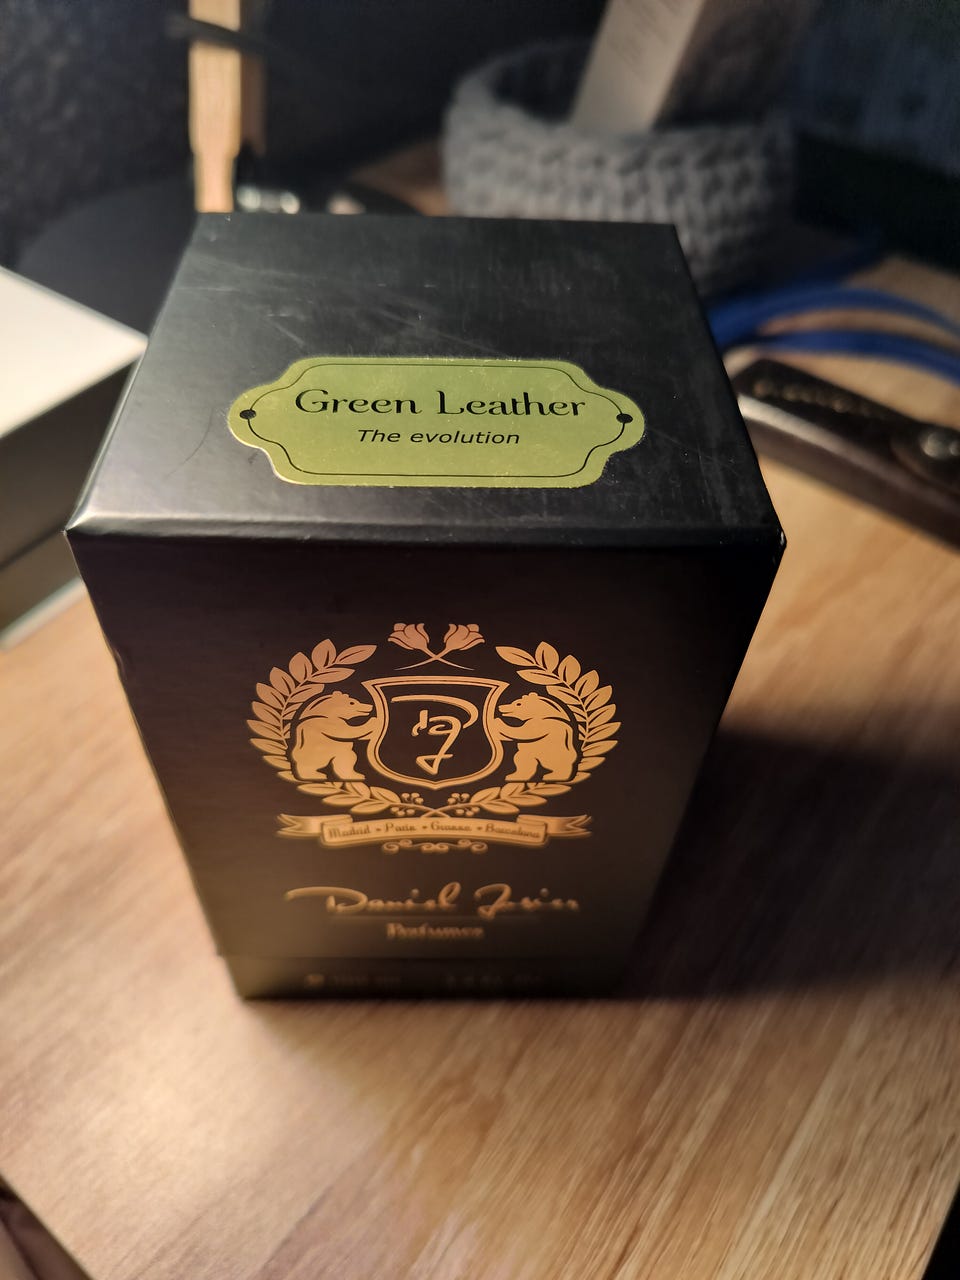 Green Leather
The evolution
Madrid • Paris • Grasse • Barcelona
Daniel Josier
Perfumes